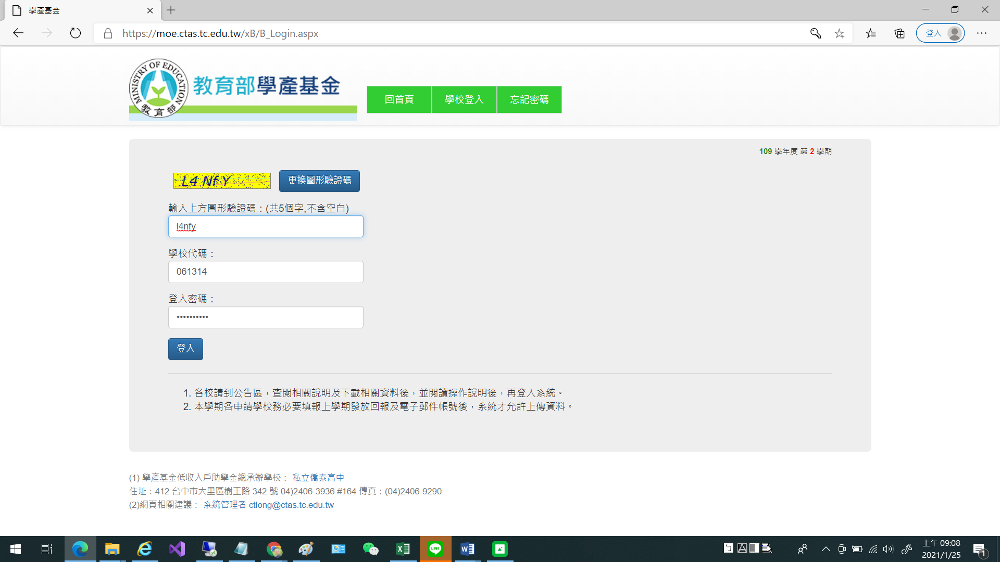 學產基金
https://moe.ctas.tc.edu.tw/xB/B_Login.aspx
登入
MINISTRY OF EDUCATION
教育部
教育部學產基金
回首頁
學校登入
忘記密碼
109 學年度 第 2 學期
L4 NfY
更換圖形驗證碼
輸入上方圖形驗證碼：(共5個字,不含空白)
l4nfy
學校代碼：
061314
登入密碼：
••••••••••
登入
1. 各校請到公告區，查閱相關說明及下載相關資料後，並閱讀操作說明後，再登入系統。
2. 本學期各申請學校務必要填報上學期發放回報及電子郵件帳號後，系統才允許上傳資料。
(1) 學產基金低收入戶助學金總承辦學校： 私立僑泰高中
住址：412 台中市大里區樹王路 342 號 04)2406-3936 #164 傳真：(04)2406-9290
(2)網頁相關建議： 系統管理者 ctlong@ctas.tc.edu.tw
LINE
上午 09:08
2021/1/25
1